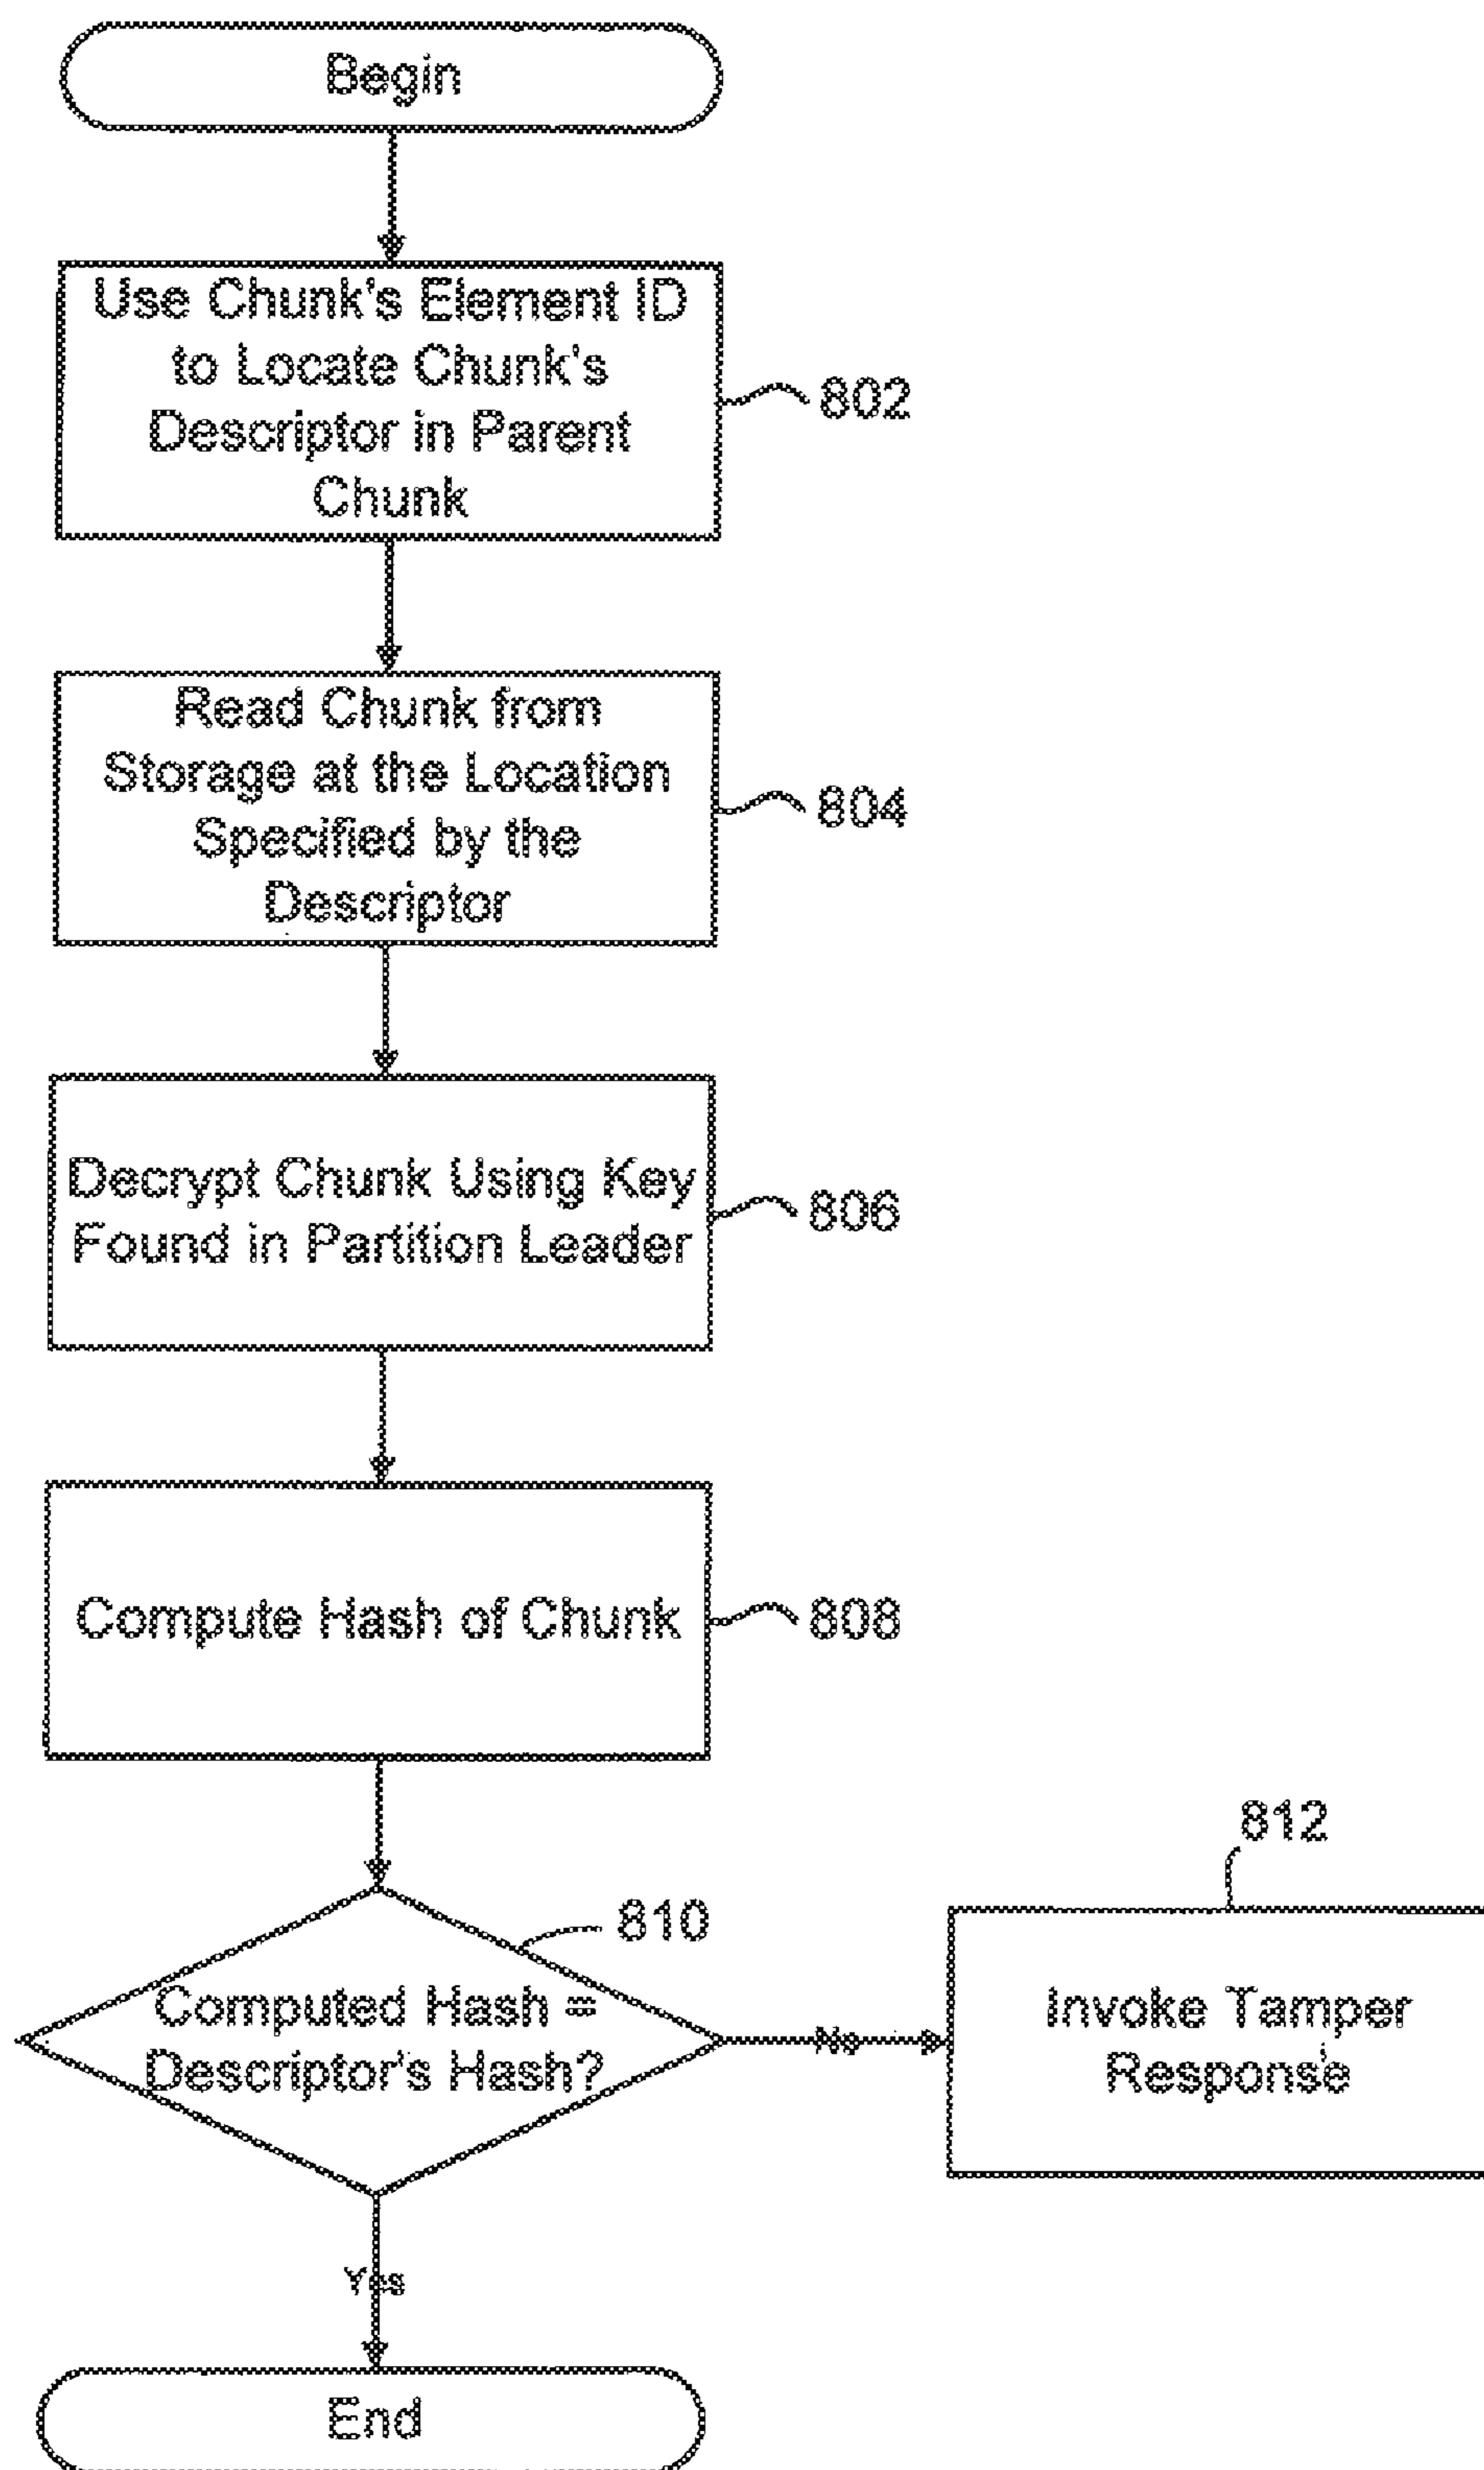 Begin
Use Chunk's Element ID
to Locate Chunk's
Descriptor in Parent
Chunk
802
Read Chunk from
Storage at the Location
Specified by the
Descriptor
804
Decrypt Chunk Using Key
Found in Partition Leader
806
Compute Hash of Chunk
808
810
Computed Hash =
Descriptor's Hash?
No
812
Invoke Tamper
Response
Yes
End